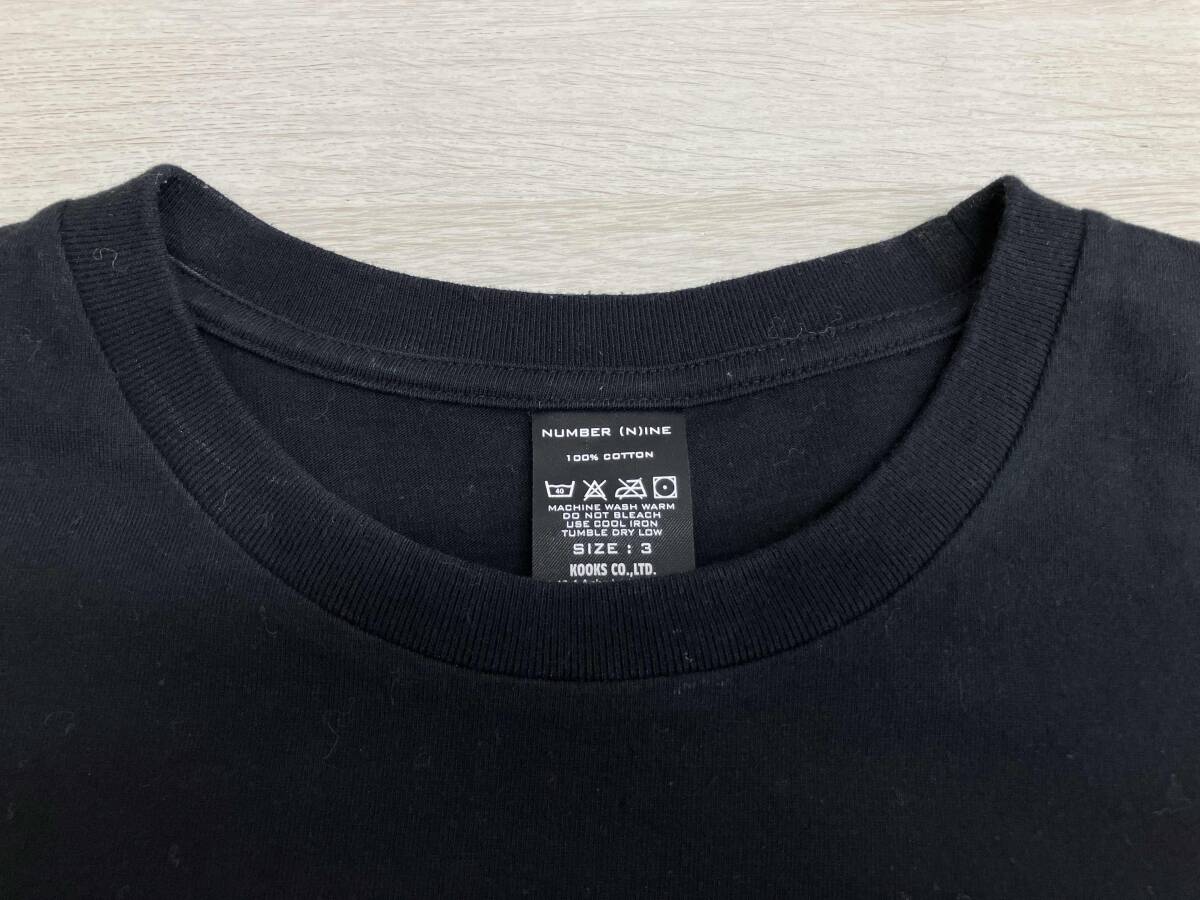 NUMBER (N)INE
100% COTTON
40
MACHINE WASH WARM
DO NOT BLEACH
USE COOL IRON
TUMBLE DRY LOW
SIZE : 3
KOOKS CO.,LTD.